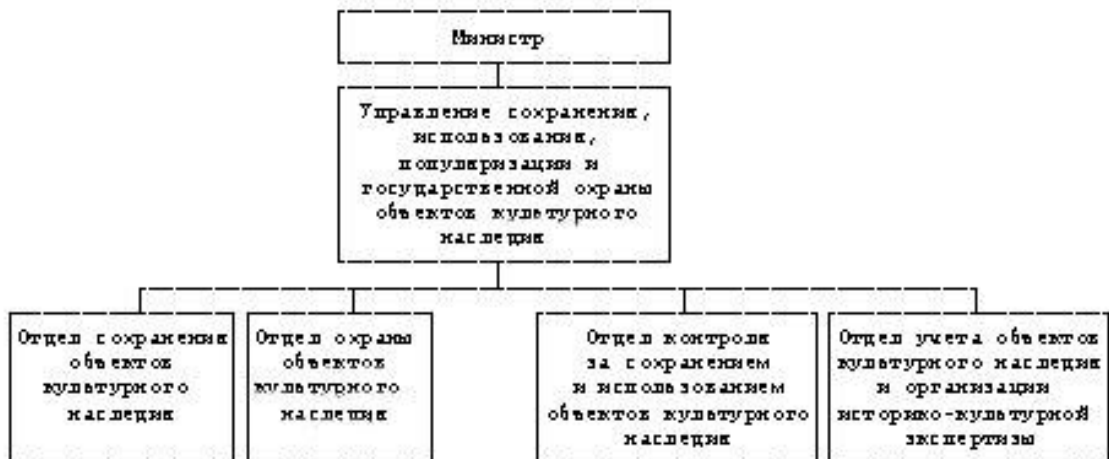 Министр
Управление сохранения,
использования,
популяризации и
государственной охраны
объектов культурного
наследия
Отдел сохранения
объектов
культурного
наследия
Отдел охраны
объектов
культурного
наследия
Отдел контроля
за сохранением
и использованием
объектов культурного
наследия
Отдел учета объектов
культурного наследия
и организации
историко-культурной
экспертизы